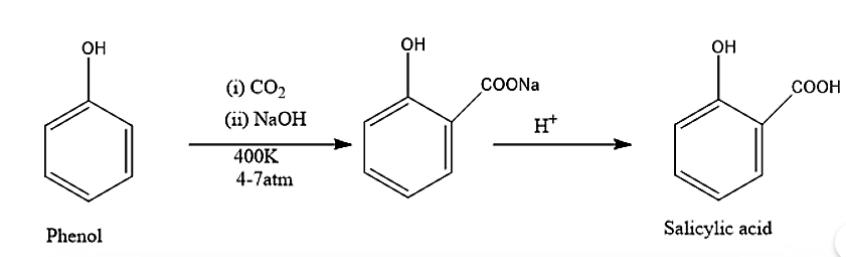 OH
(i) CO₂
(ii) NaOH
400K
4-7atm
Phenol
OH
COONa
H⁺
OH
COOH
Salicylic acid